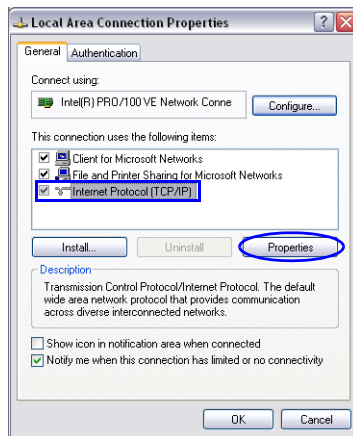 Local Area Connection Properties
General Authentication
Connect using:
Intel(R) PRO/100 VE Network Conne
Configure...
This connection uses the following items:
Client for Microsoft Networks
File and Printer Sharing for Microsoft Networks
Internet Protocol (TCP/IP)
Install... Uninstall Properties
Description
Transmission Control Protocol/Internet Protocol. The default
wide area network protocol that provides communication
across diverse interconnected networks.
Show icon in notification area when connected
Notify me when this connection has limited or no connectivity
OK Cancel